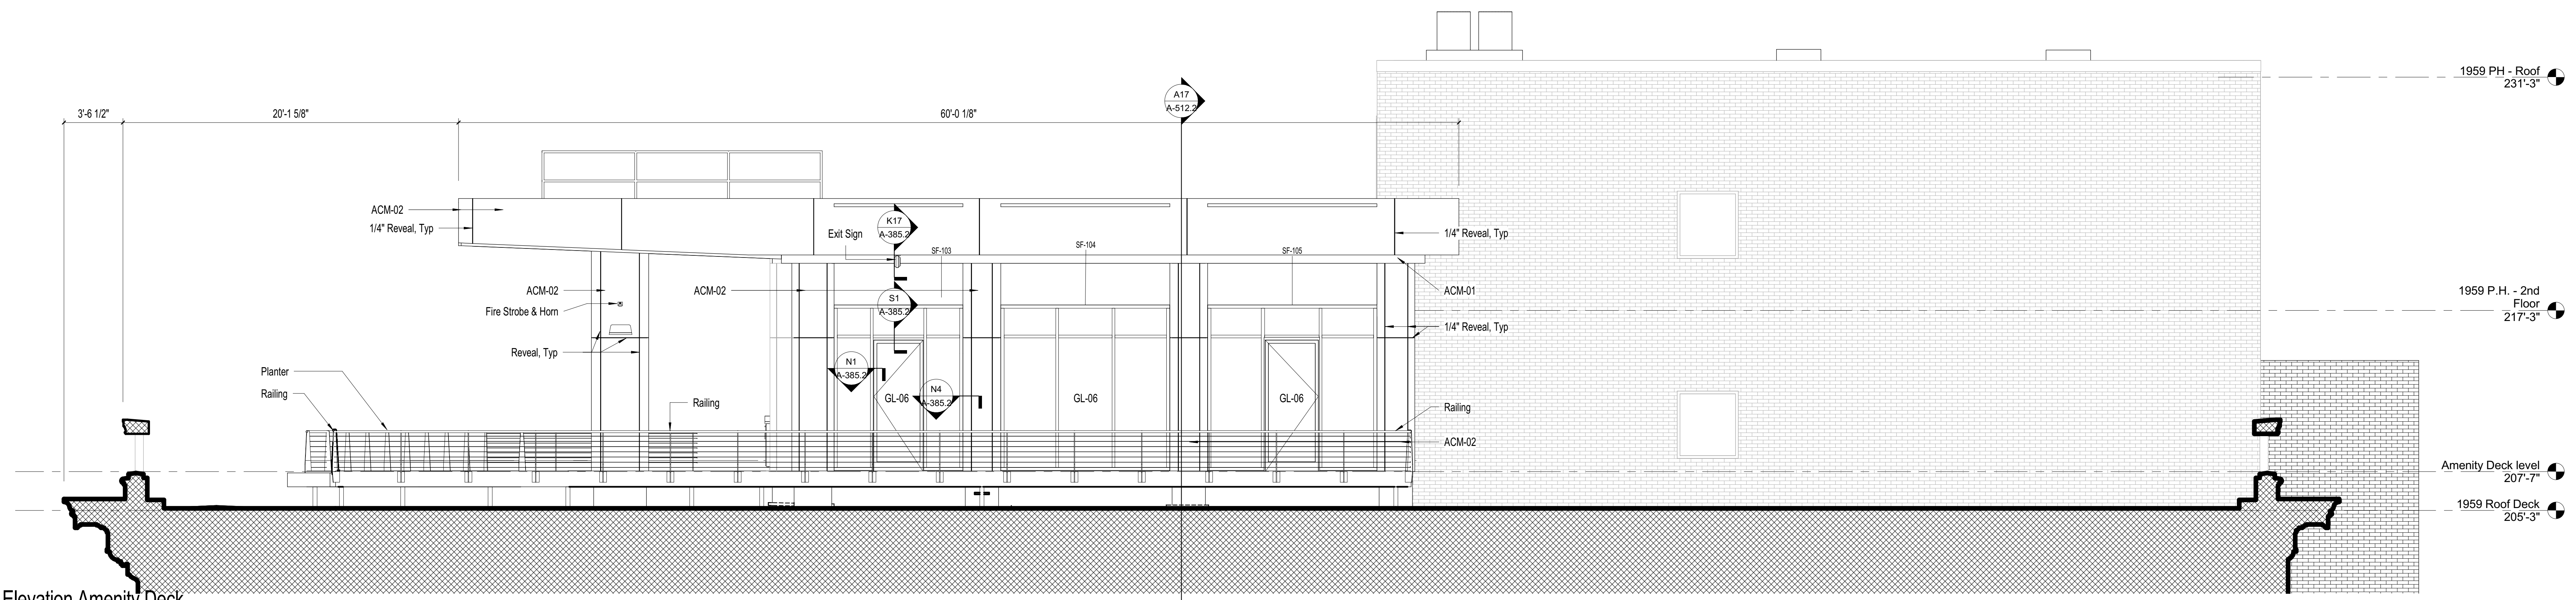 1959 PH - Roof
231'-3"
A17
A-512.2
3'-6 1/2"
20'-1 5/8"
60'-0 1/8"
ACM-02
1/4" Reveal, Typ
K17
A-385.2
Exit Sign
1/4" Reveal, Typ
SF-103
SF-104
SF-105
ACM-02
ACM-02
ACM-01
1959 P.H. - 2nd
Floor
217'-3"
Fire Strobe & Horn
S1
A-385.2
1/4" Reveal, Typ
Reveal, Typ
N1
A-385.2
Planter
Railing
N4
A-385.2
GL-06
GL-06
GL-06
Railing
Railing
ACM-02
Amenity Deck level
207'-7"
1959 Roof Deck
205'-3"
Elevation Amenity Deck